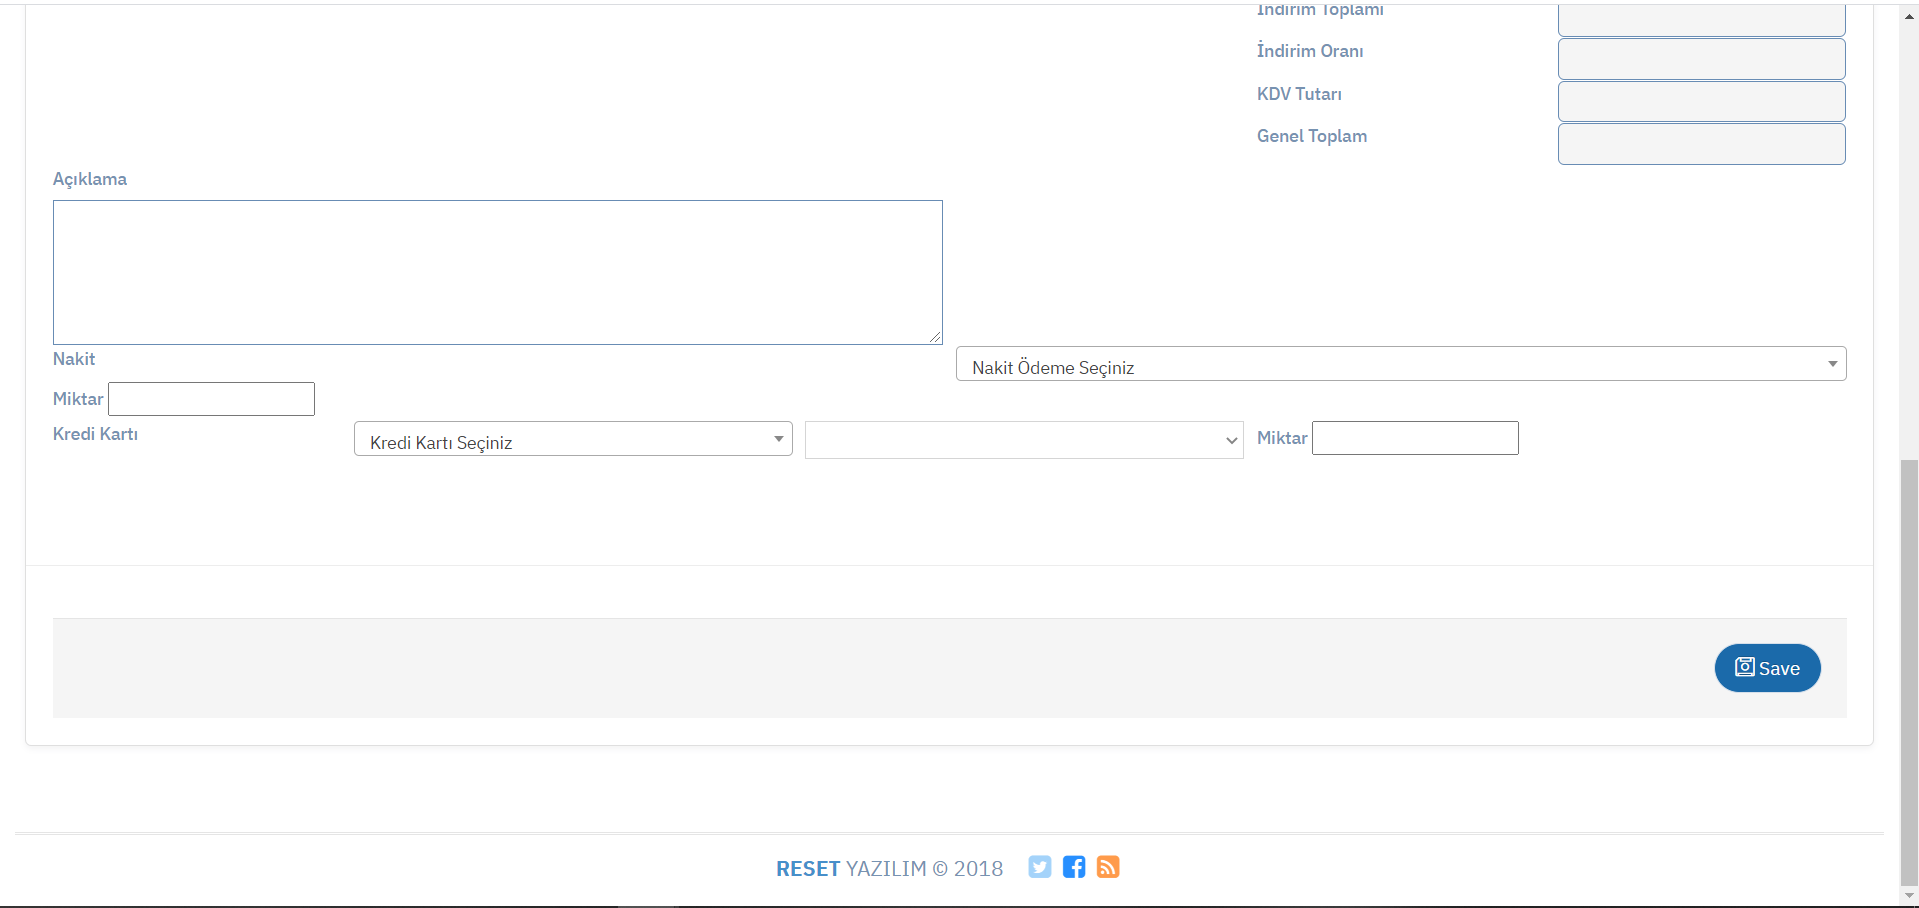 İndirim Toplamı
İndirim Oranı
KDV Tutarı
Genel Toplam
Açıklama
Nakit
Nakit Ödeme Seçiniz
Miktar
Kredi Kartı
Kredi Kartı Seçiniz
Miktar
Save
RESET YAZILIM © 2018